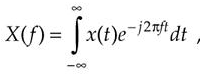 X(f) = ∫_{-∞}^{∞} x(t)e^{-j2πft} dt ,